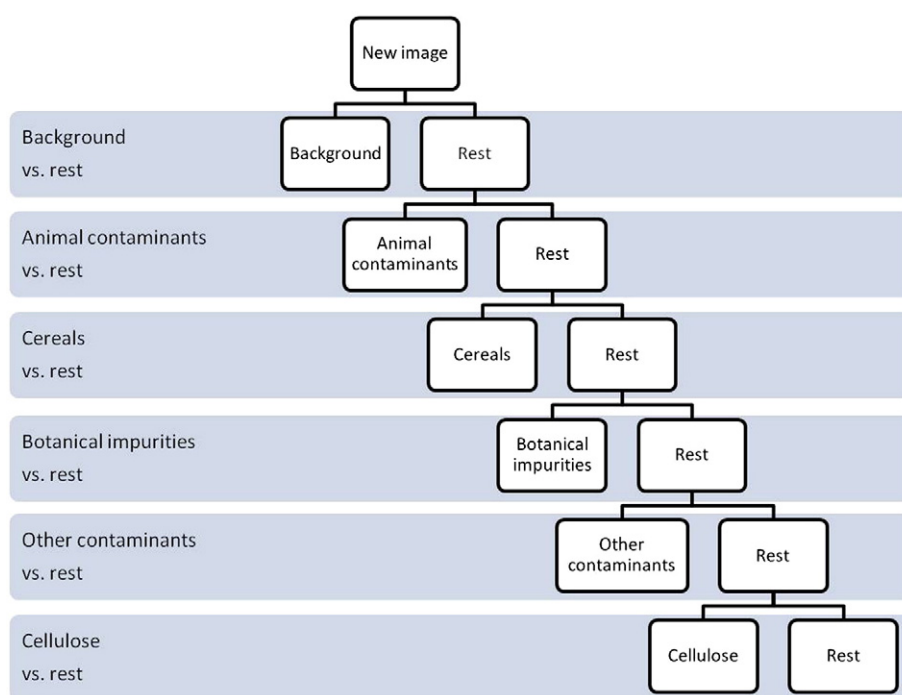 New image
Background
vs. rest
Background
Rest
Animal contaminants
vs. rest
Animal
contaminants
Rest
Cereals
vs. rest
Cereals
Rest
Botanical impurities
vs. rest
Botanical
impurities
Rest
Other contaminants
vs. rest
Other
contaminants
Rest
Cellulose
vs. rest
Cellulose
Rest